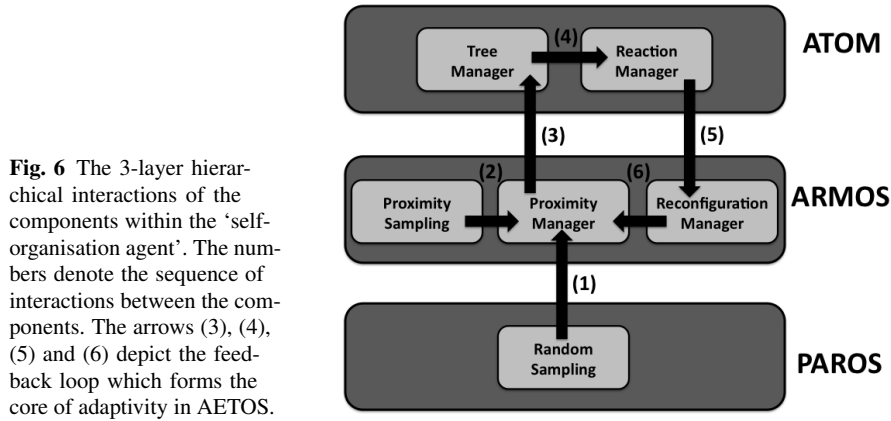 Fig. 6 The 3-layer hierar-
chical interactions of the
components within the ‘self-
organisation agent’. The num-
bers denote the sequence of
interactions between the com-
ponents. The arrows (3), (4),
(5) and (6) depict the feed-
back loop which forms the
core of adaptivity in AETOS.
ATOM
Tree
Manager
(4)
Reaction
Manager
(3)
(5)
ARMOS
Proximity
Sampling
(2)
Proximity
Manager
(6)
Reconfiguration
Manager
(1)
PAROS
Random
Sampling